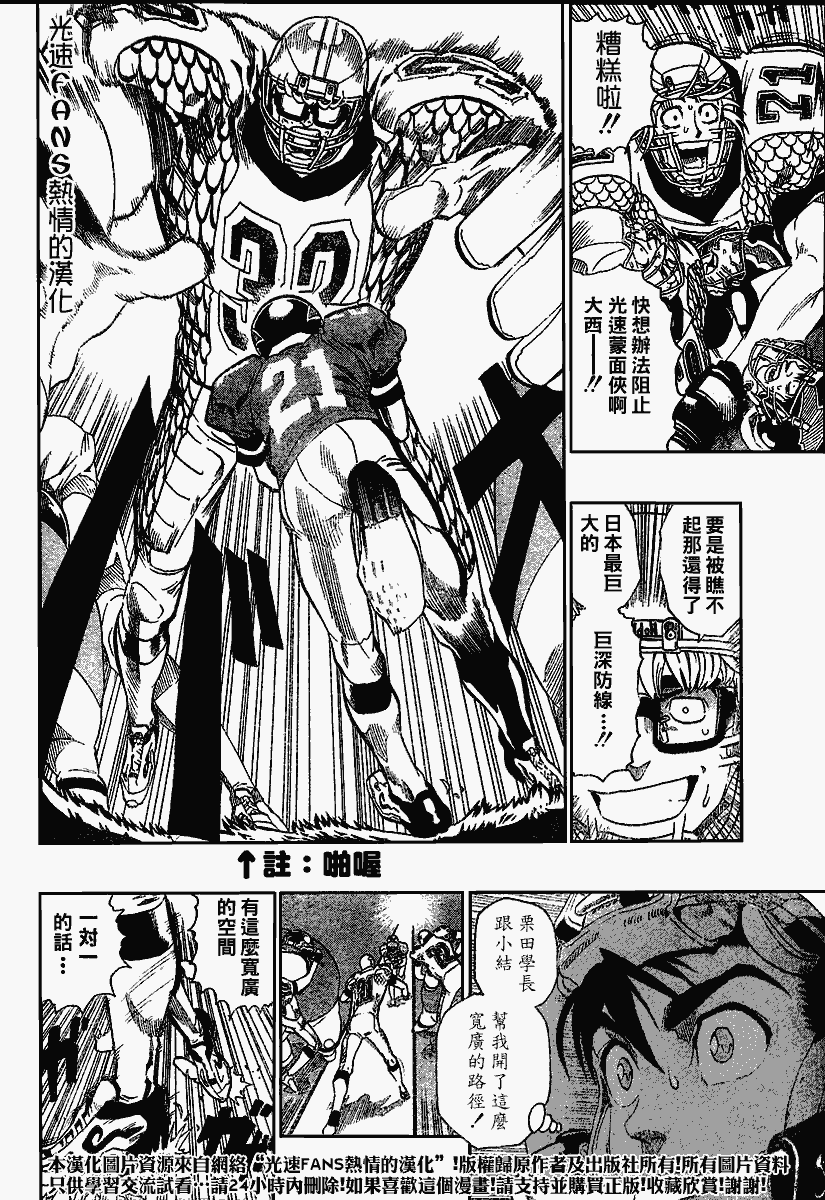 糟糕啦!!
快想辦法阻止
光速蒙面俠啊
大西──!!
光速FANS熱情的漢化
32
21
21
要是被瞧不
起那還得了
日本最巨
大的
巨深防線…!!
↑註：啪喔
栗田學長
跟小結
幫我開了這麼
寬廣的路徑!
有這麼寬廣
的空間
一对一
的話…
本漢化圖片資源來自網絡“光速FANS熱情的漢化”!版權歸原作者及出版社所有!所有圖片資料
只供學習交流試看!請24小時內刪除!如果喜歡這個漫畫!請支持並購買正版!收藏欣賞!謝謝!